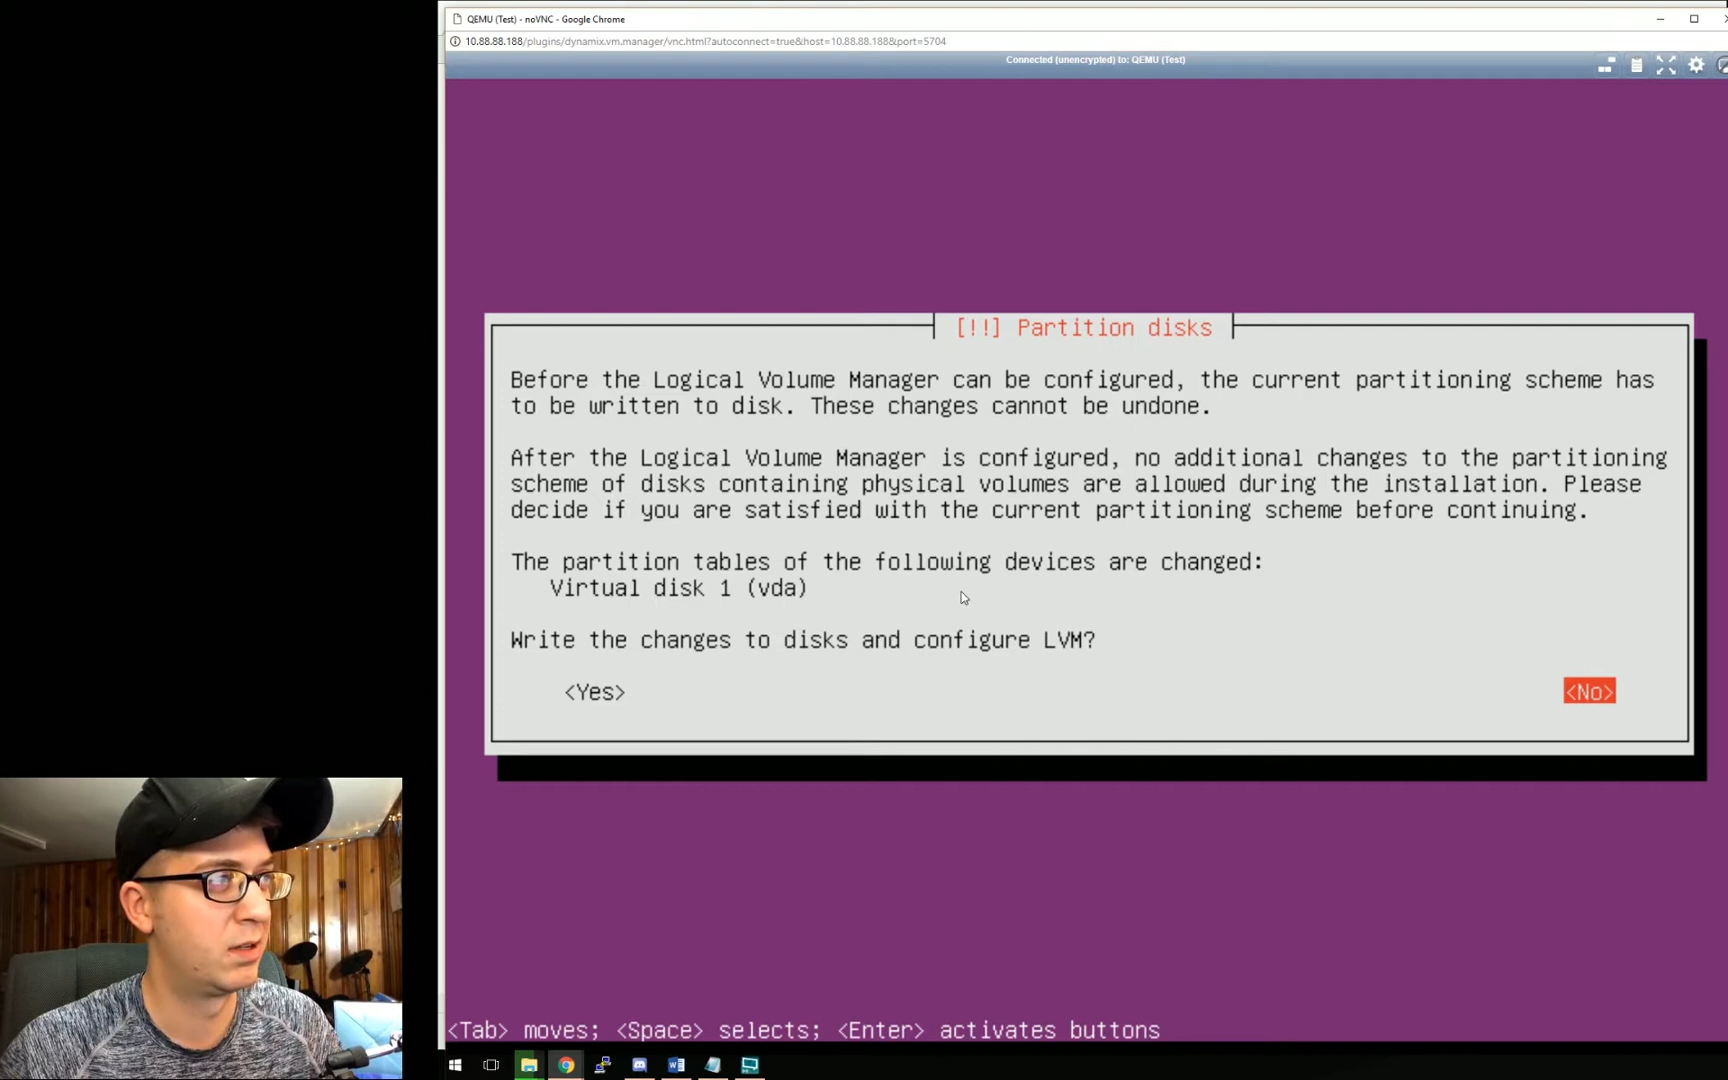 QEMU (Test) - noVNC - Google Chrome
10.88.88.188/plugins/dynamix.vm.manager/vnc.html?autoconnect=true&host=10.88.88.188&port=5704
Connected (unencrypted) to: QEMU (Test)
[!!] Partition disks
Before the Logical Volume Manager can be configured, the current partitioning scheme has
to be written to disk. These changes cannot be undone.
After the Logical Volume Manager is configured, no additional changes to the partitioning
scheme of disks containing physical volumes are allowed during the installation. Please
decide if you are satisfied with the current partitioning scheme before continuing.
The partition tables of the following devices are changed:
Virtual disk 1 (vda)
Write the changes to disks and configure LVM?
<Yes> <No>
<Tab> moves; <Space> selects; <Enter> activates buttons